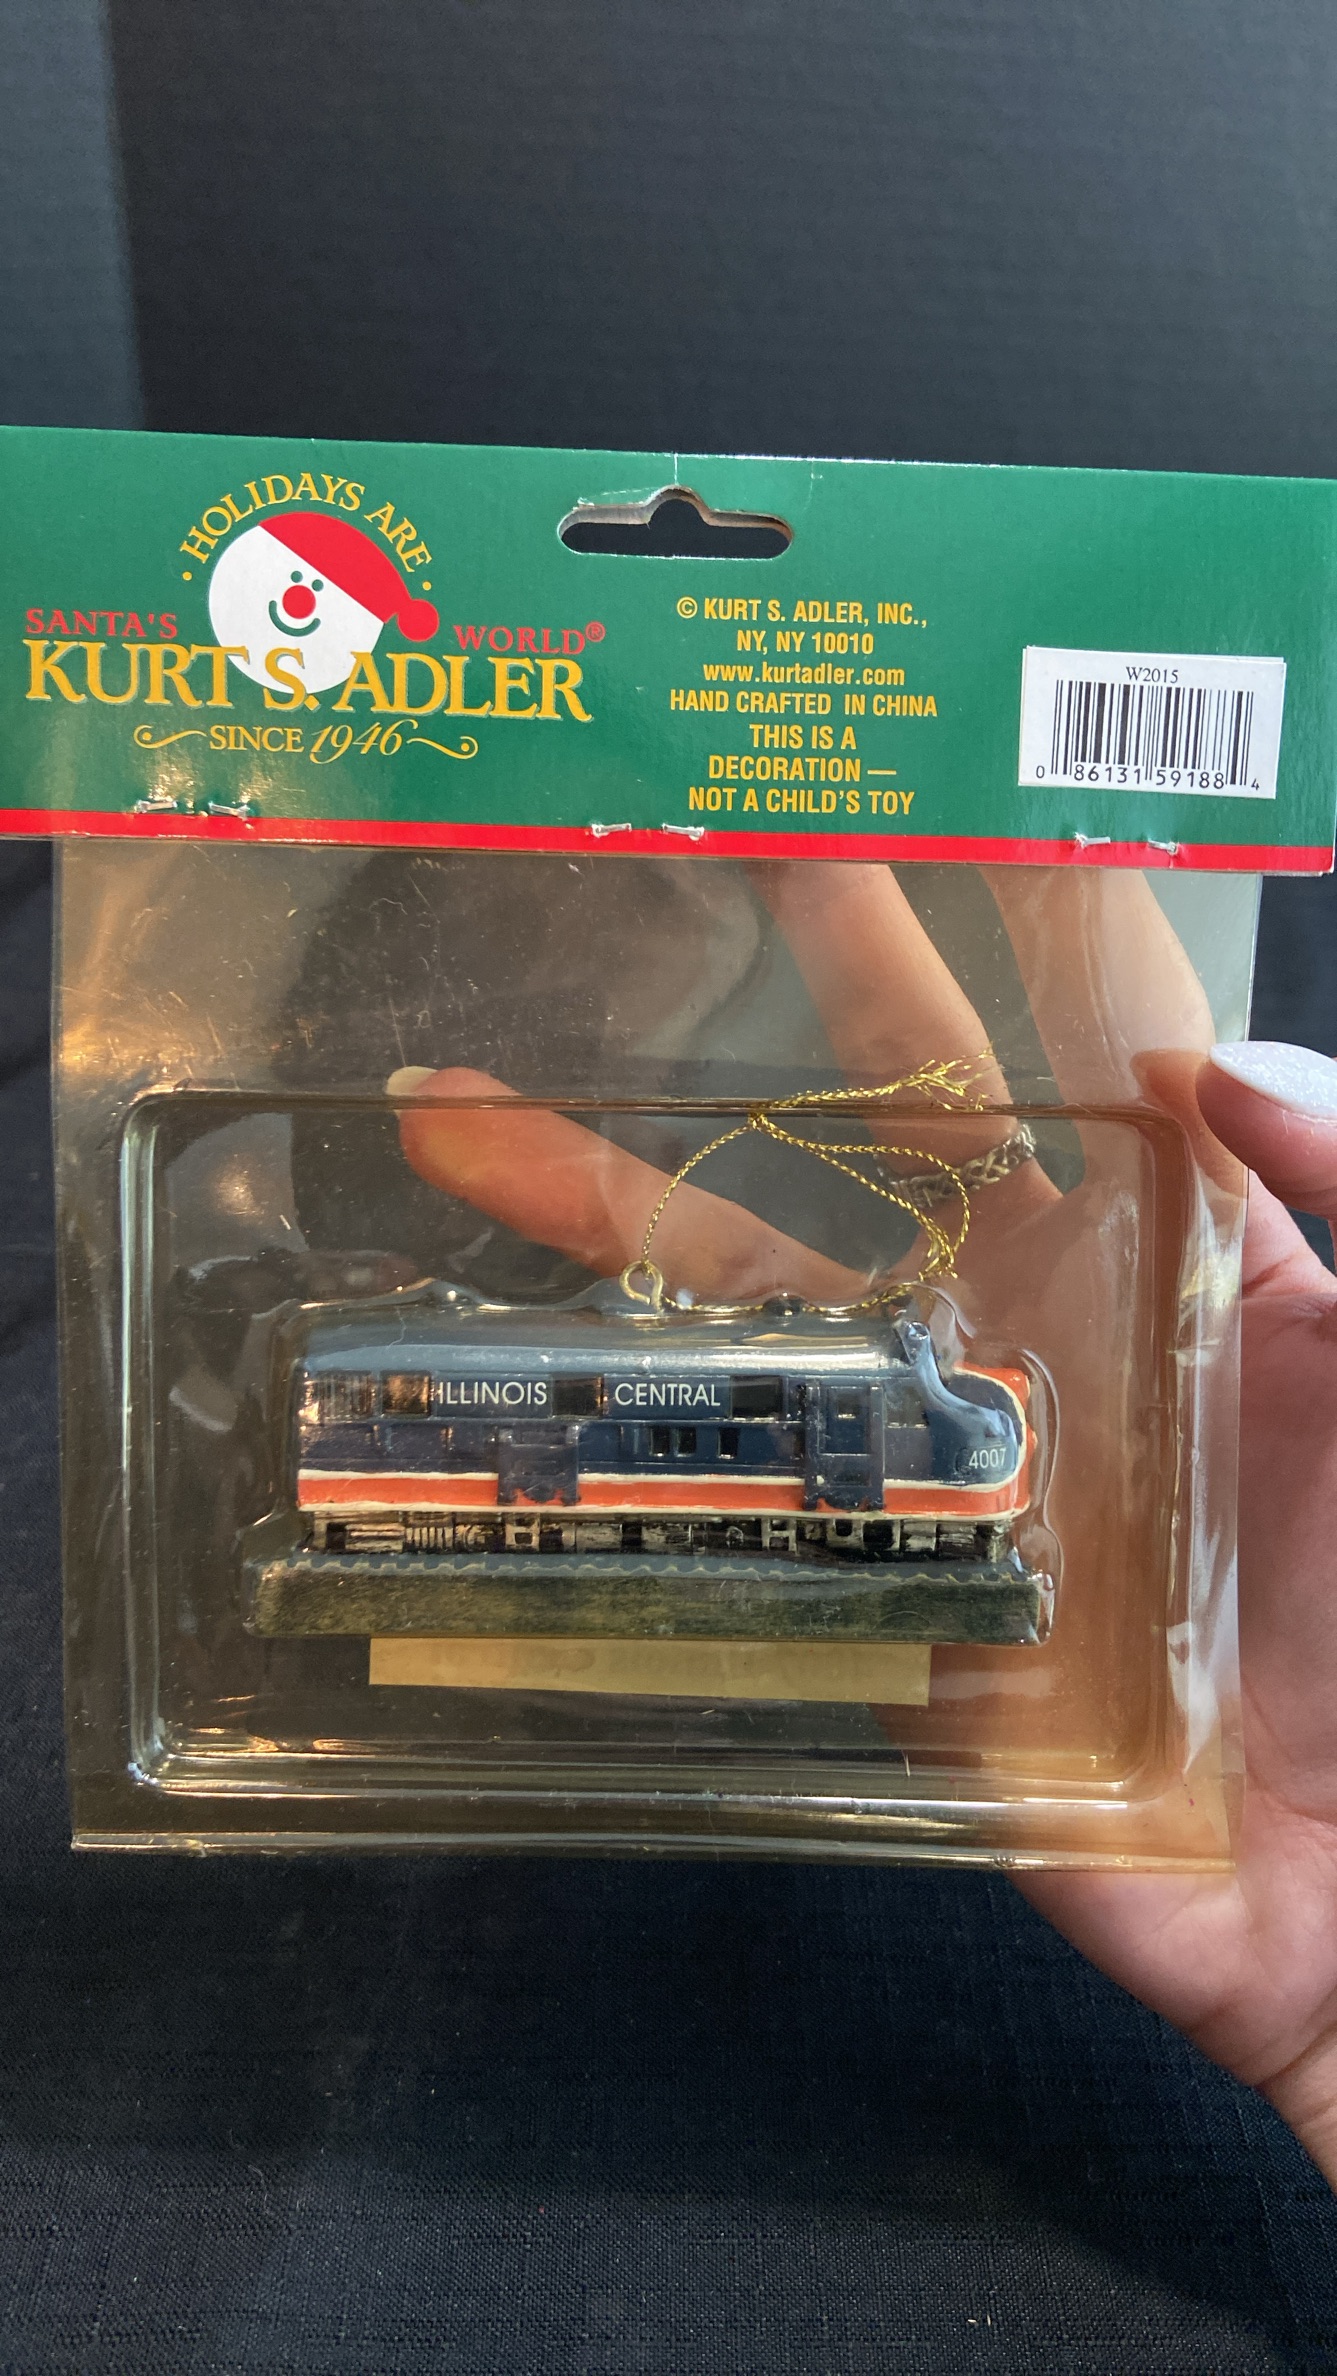 · HOLIDAYS ARE ·
SANTA'S WORLD®
KURT S. ADLER
SINCE 1946
© KURT S. ADLER, INC.,
NY, NY 10010
www.kurtadler.com
HAND CRAFTED IN CHINA
THIS IS A
DECORATION —
NOT A CHILD'S TOY
W2015
0 86131 59188 4
ILLINOIS CENTRAL
4007